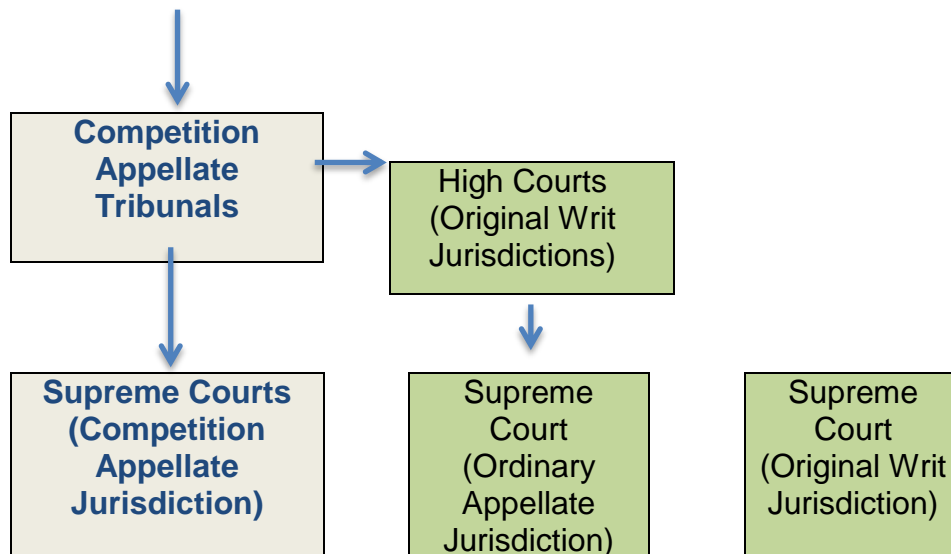 Competition
Appellate
Tribunals
High Courts
(Original Writ
Jurisdictions)
Supreme Courts
(Competition
Appellate
Jurisdiction)
Supreme
Court
(Ordinary
Appellate
Jurisdiction)
Supreme
Court
(Original Writ
Jurisdiction)